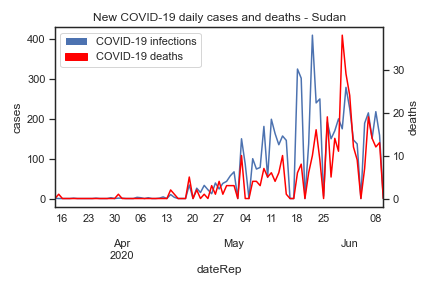 New COVID-19 daily cases and deaths - Sudan
COVID-19 infections
COVID-19 deaths
400
300
200
100
0
cases
30
20
10
0
deaths
16 23 30 06 13 20 27 04 11 18 25 08
Apr May Jun
2020
dateRep